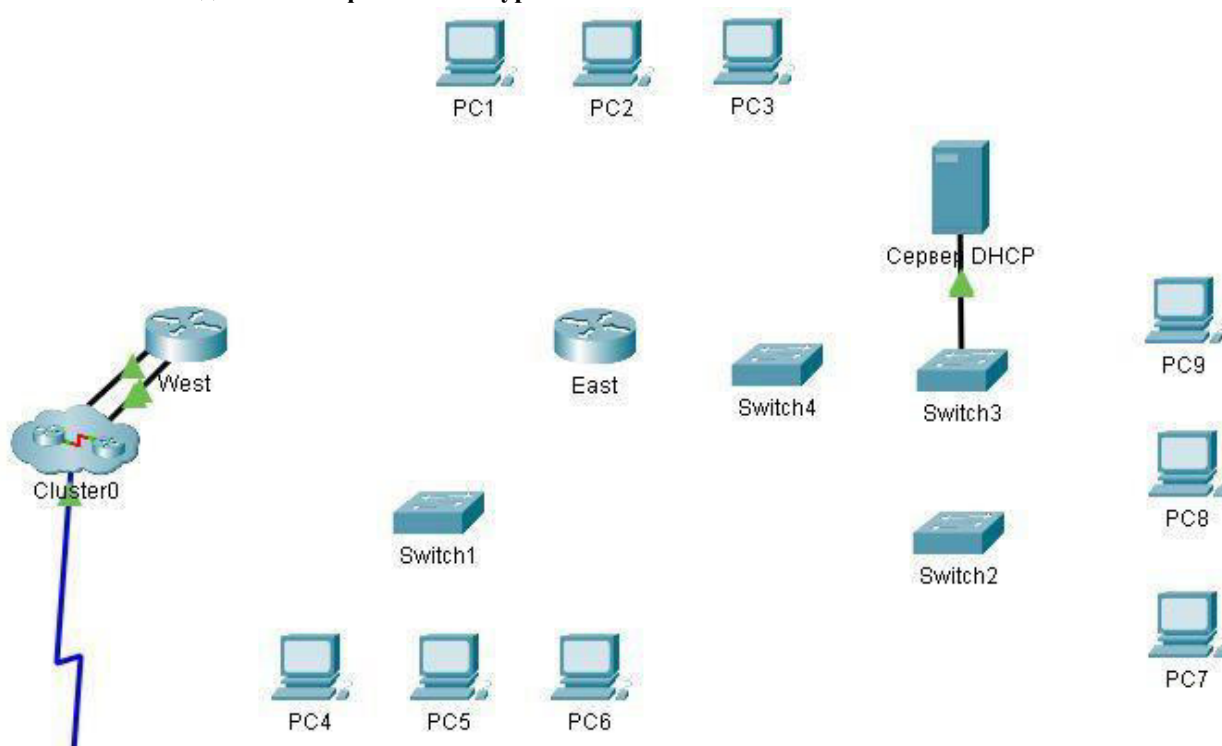 PC1
PC2
PC3
Сервер DHCP
PC9
West
East
Switch4
Switch3
Cluster0
PC8
Switch1
Switch2
PC7
PC4
PC5
PC6